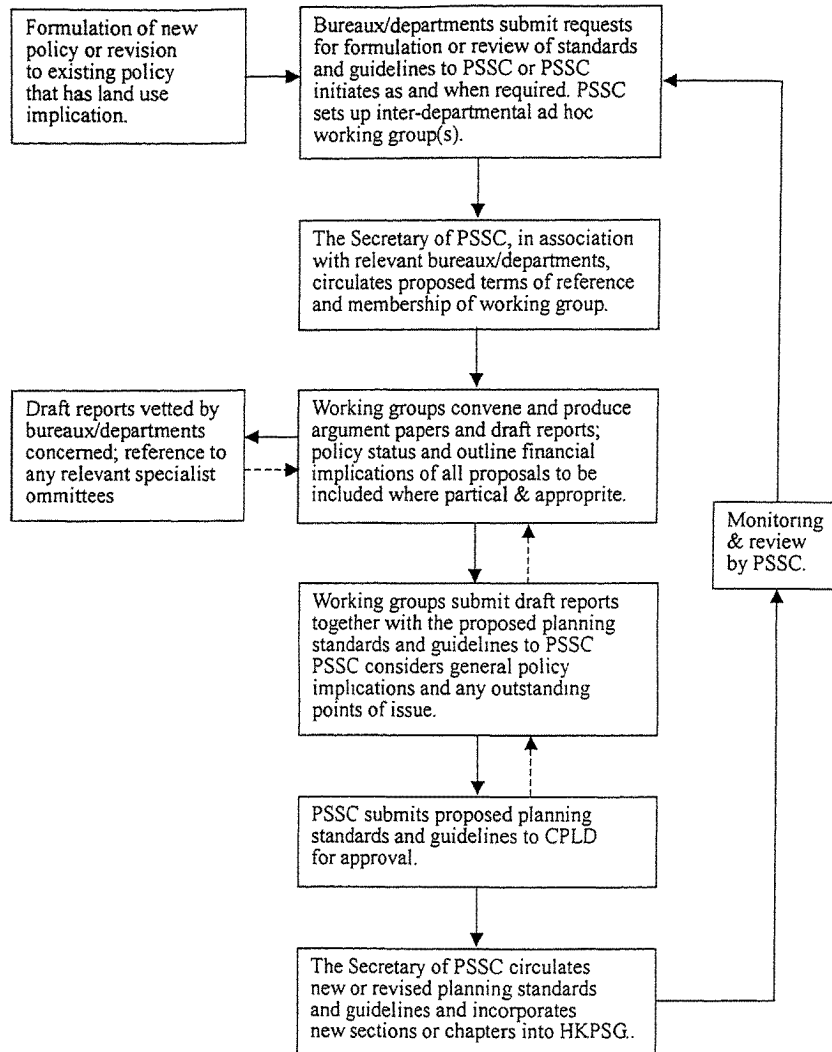 Formulation of new
policy or revision
to existing policy
that has land use
implication.
Bureaux/departments submit requests
for formulation or review of standards
and guidelines to PSSC or PSSC
initiates as and when required. PSSC
sets up inter-departmental ad hoc
working group(s).
The Secretary of PSSC, in association
with relevant bureaux/departments,
circulates proposed terms of reference
and membership of working group.
Draft reports vetted by
bureaux/departments
concerned; reference to
any relevant specialist
ommittees
Working groups convene and produce
argument papers and draft reports;
policy status and outline financial
implications of all proposals to be
included where partical & approprite.
Monitoring
& review
by PSSC.
Working groups submit draft reports
together with the proposed planning
standards and guidelines to PSSC
PSSC considers general policy
implications and any outstanding
points of issue.
PSSC submits proposed planning
standards and guidelines to CPLD
for approval.
The Secretary of PSSC circulates
new or revised planning standards
and guidelines and incorporates
new sections or chapters into HKPSG..